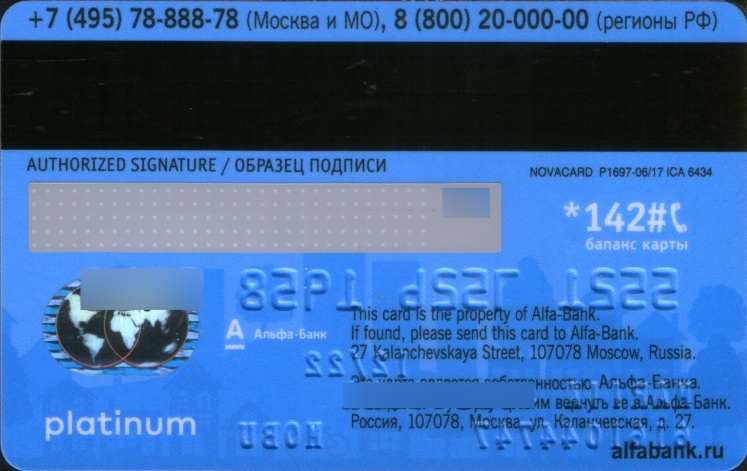 +7 (495) 78-888-78 (Москва и МО), 8 (800) 20-000-00 (регионы РФ)
AUTHORIZED SIGNATURE / ОБРАЗЕЦ ПОДПИСИ
NOVACARD P1697-06/17 ICA 6434
*142#
баланс карты
А Альфа-Банк
This card is the property of Alfa-Bank.
If found, please send this card to Alfa-Bank.
27 Kalanchevskaya Street, 107078 Moscow, Russia.
Эта карта является собственностью Альфа-Банка.
вернуть ее в Альфа-Банк.
Россия, 107078, Москва, ул. Каланчевская, д. 27.
platinum
alfabank.ru